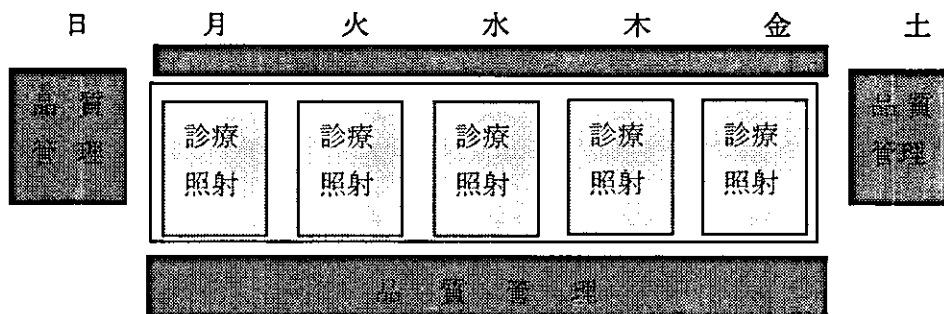 日 月 火 水 木 金 土
品質 診療 診療 診療 診療 診療 品質
管理 照射 照射 照射 照射 照射 管理
品質管理